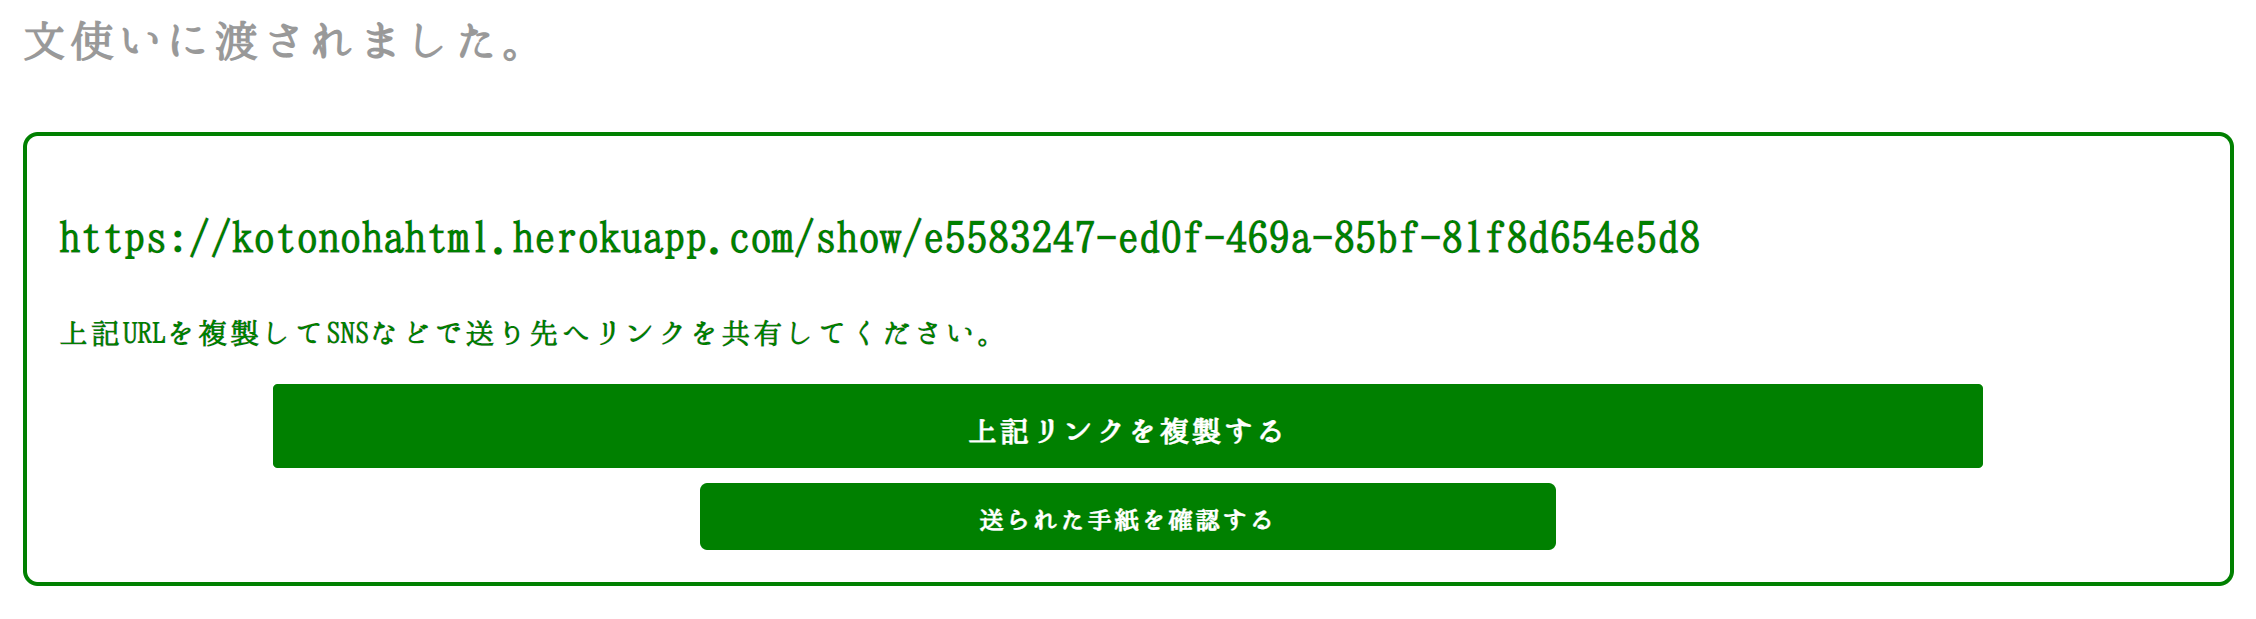 文使いに渡されました。
https://kotonohahtml.herokuapp.com/show/e5583247-ed0f-469a-85bf-81f8d654e5d8
上記URLを複製してSNSなどで送り先へリンクを共有してください。
上記リンクを複製する
送られた手紙を確認する